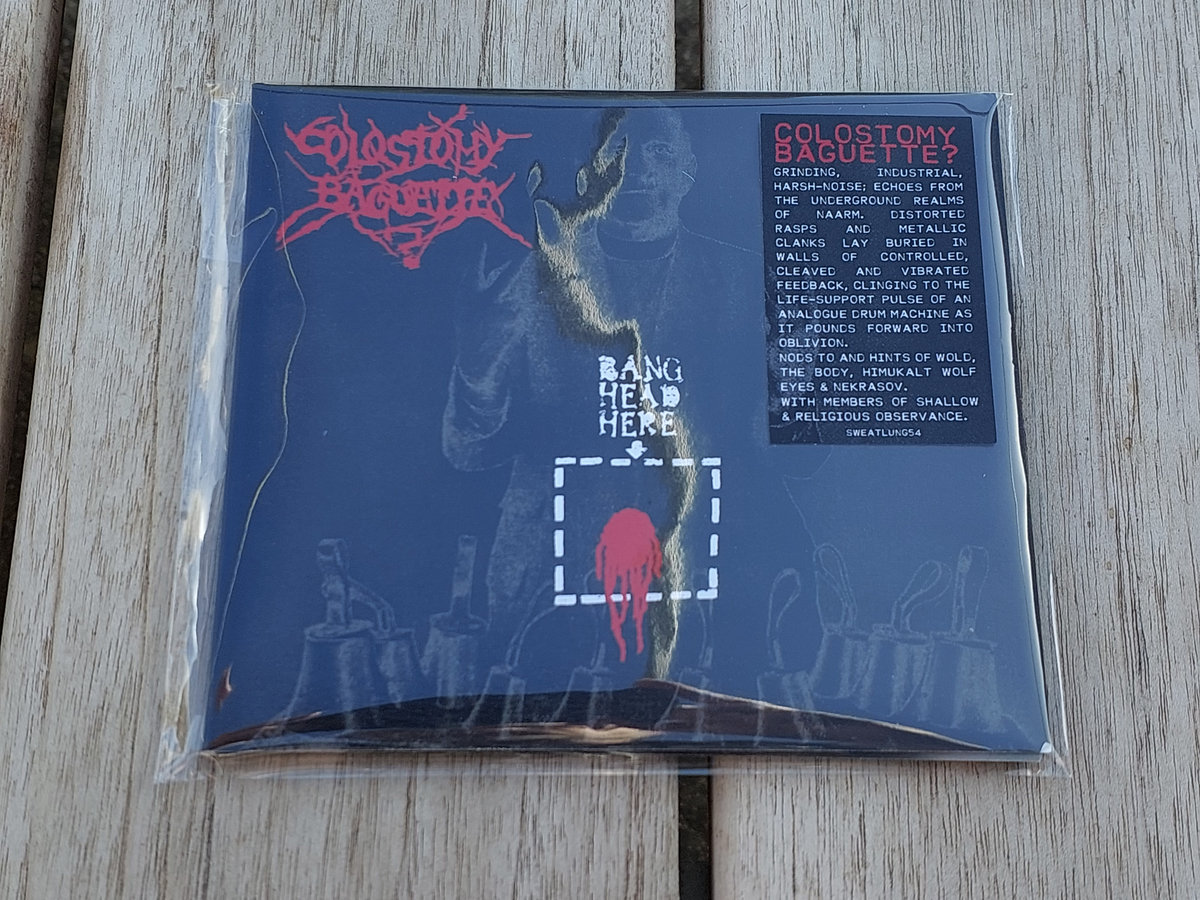 COLOSTOMY
BAGUETTE
?
BANG
HEAD
HERE
COLOSTOMY
BAGUETTE?
GRINDING, INDUSTRIAL,
HARSH-NOISE; ECHOES FROM
THE UNDERGROUND REALMS
OF NAARM. DISTORTED
RASPS AND METALLIC
CLANKS LAY BURIED IN
WALLS OF CONTROLLED,
CLEAVED AND VIBRATED
FEEDBACK, CLINGING TO THE
LIFE-SUPPORT PULSE OF AN
ANALOGUE DRUM MACHINE AS
IT POUNDS FORWARD INTO
OBLIVION.
NODS TO AND HINTS OF WOLD,
THE BODY, HIMUKALT WOLF
EYES & NEKRASOV.
WITH MEMBERS OF SHALLOW
& RELIGIOUS OBSERVANCE.
SWEATLUNG54